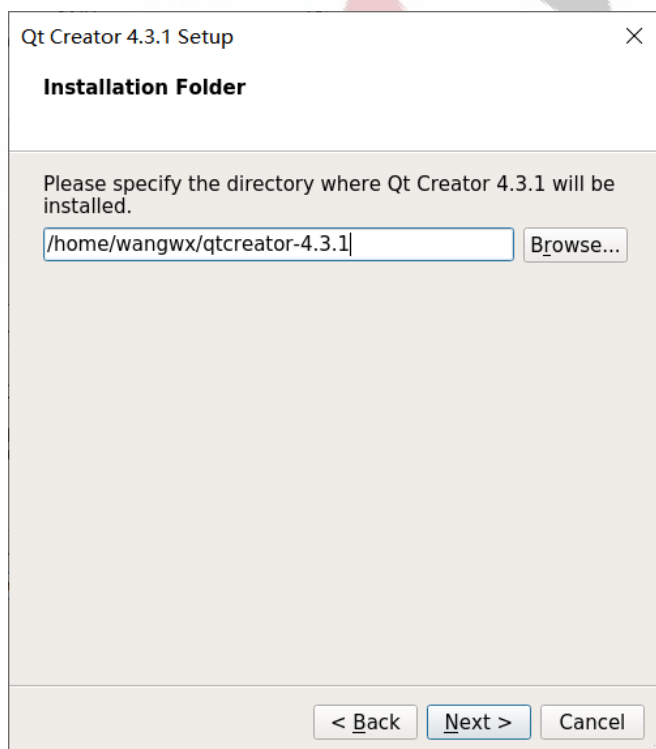 Qt Creator 4.3.1 Setup
Installation Folder
Please specify the directory where Qt Creator 4.3.1 will be
installed.
/home/wangwx/qtcreator-4.3.1
Browse...
< Back
Next >
Cancel